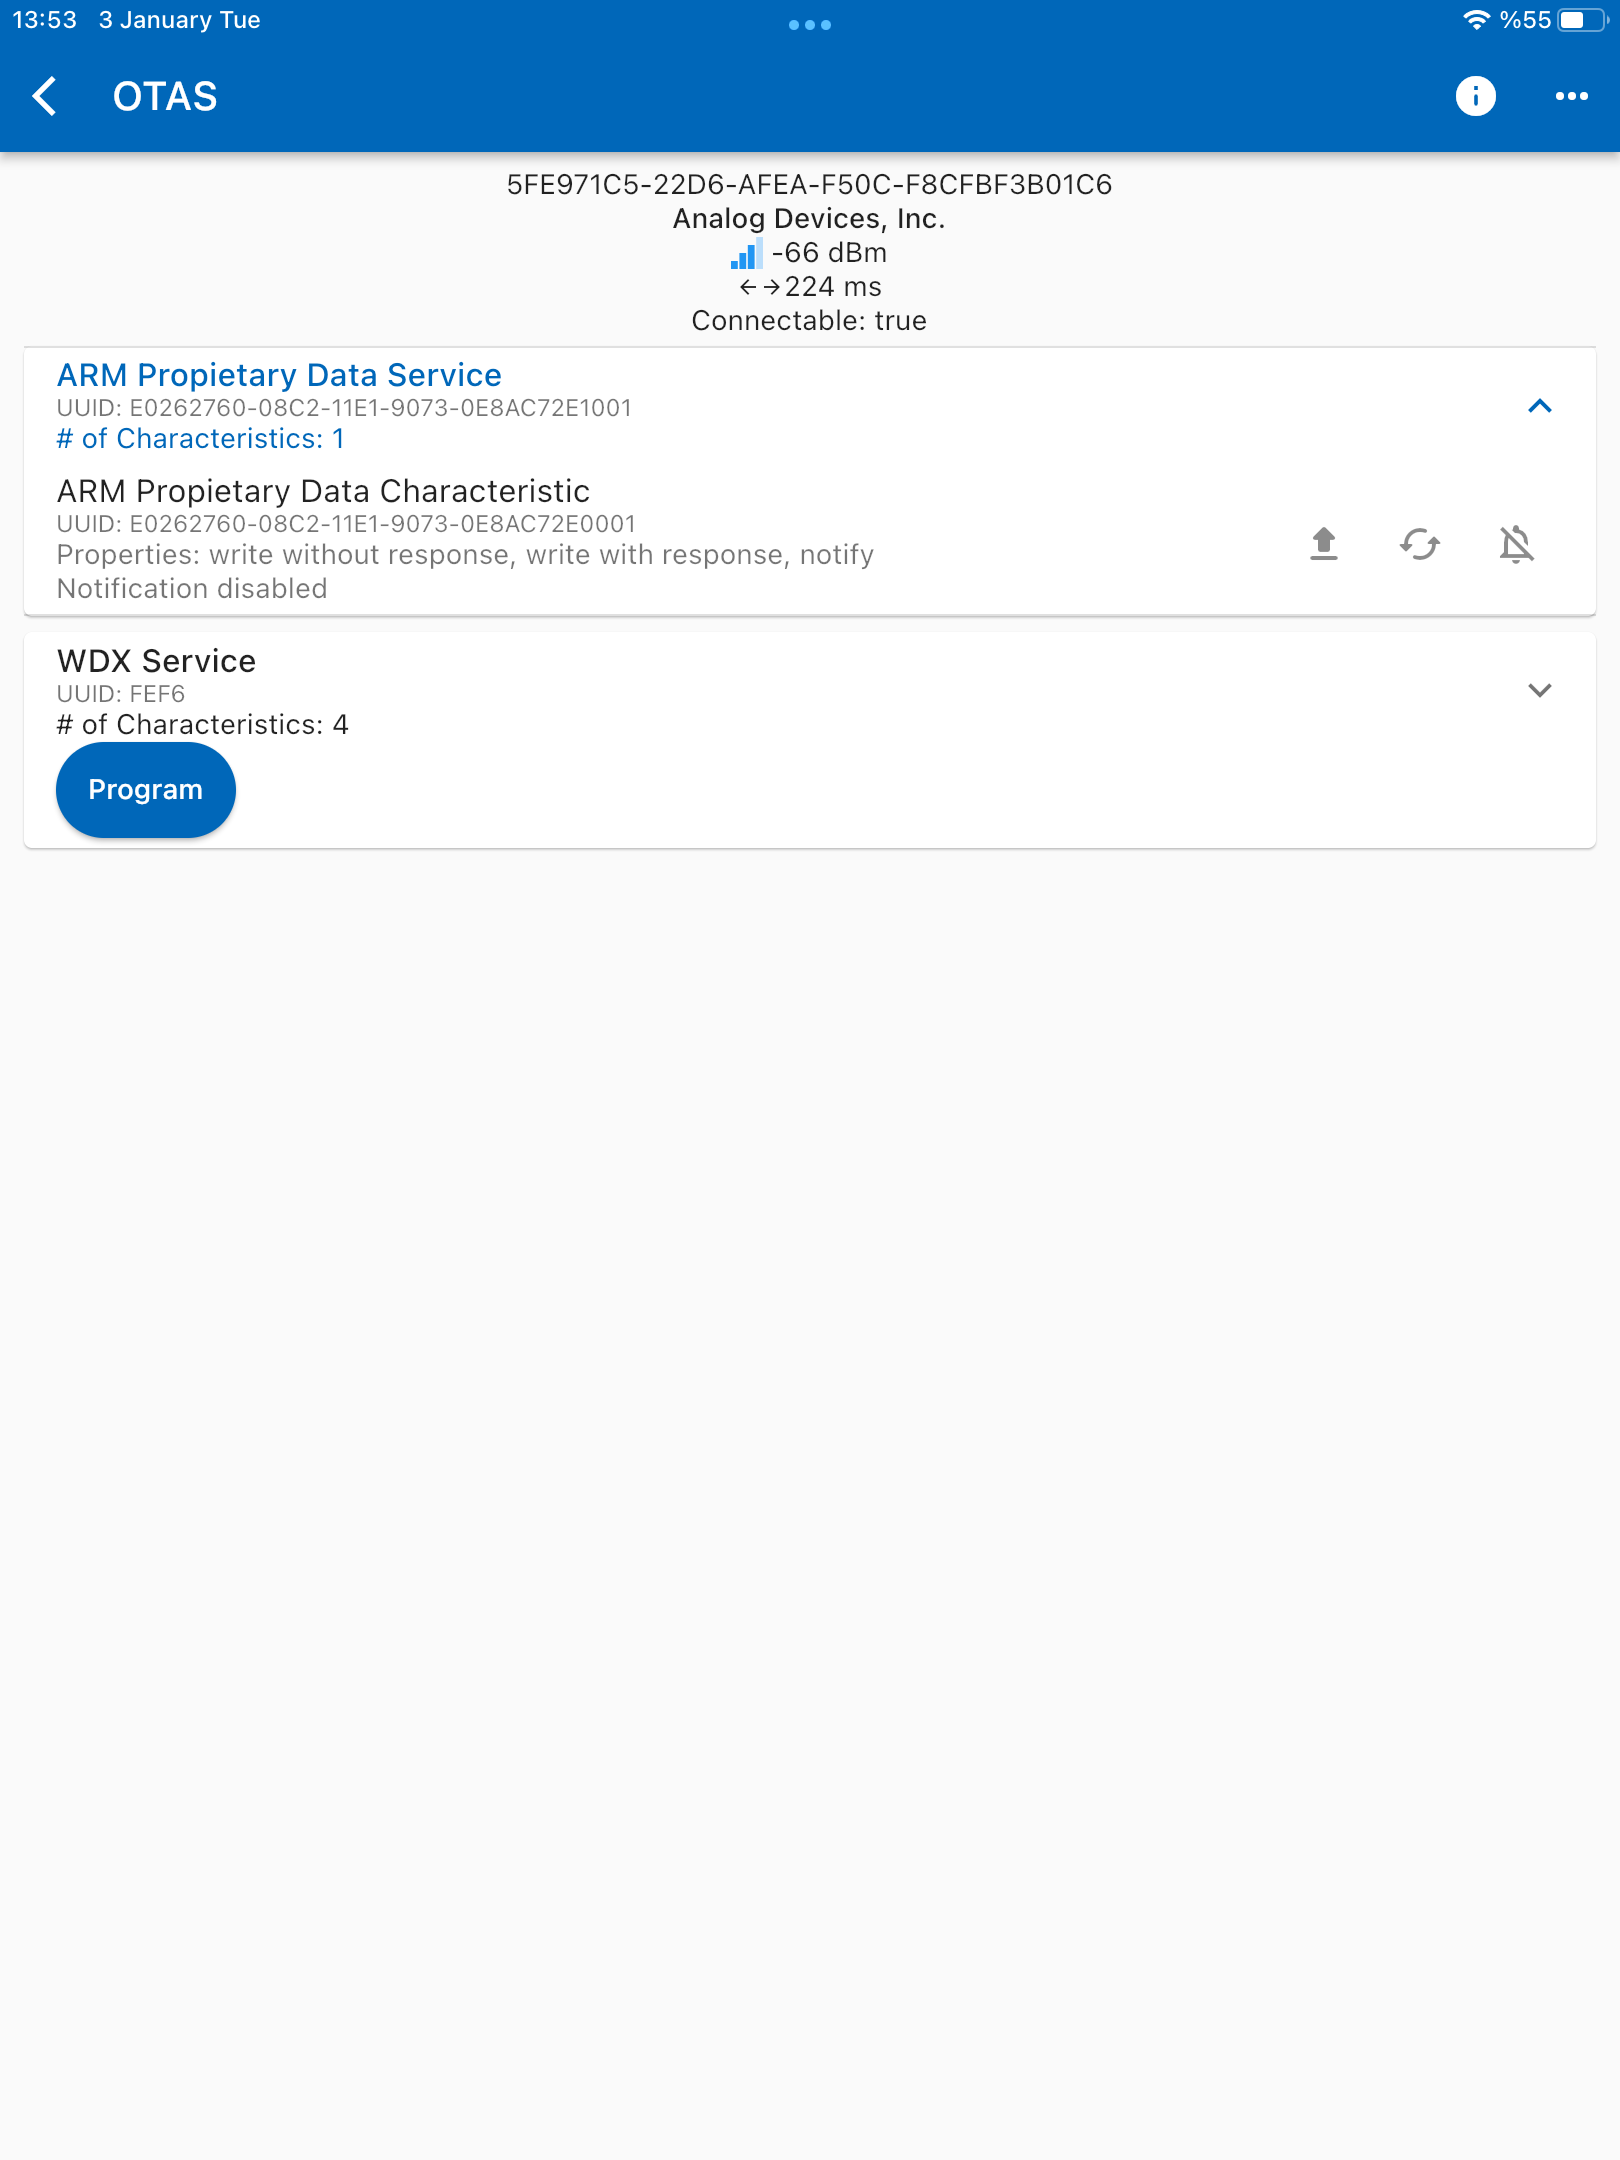 13:53 3 January Tue
%55
OTAS
5FE971C5-22D6-AFEA-F50C-F8CFBF3B01C6
Analog Devices, Inc.
-66 dBm
←→224 ms
Connectable: true
ARM Propietary Data Service
UUID: E0262760-08C2-11E1-9073-0E8AC72E1001
# of Characteristics: 1
ARM Propietary Data Characteristic
UUID: E0262760-08C2-11E1-9073-0E8AC72E0001
Properties: write without response, write with response, notify
Notification disabled
WDX Service
UUID: FEF6
# of Characteristics: 4
Program